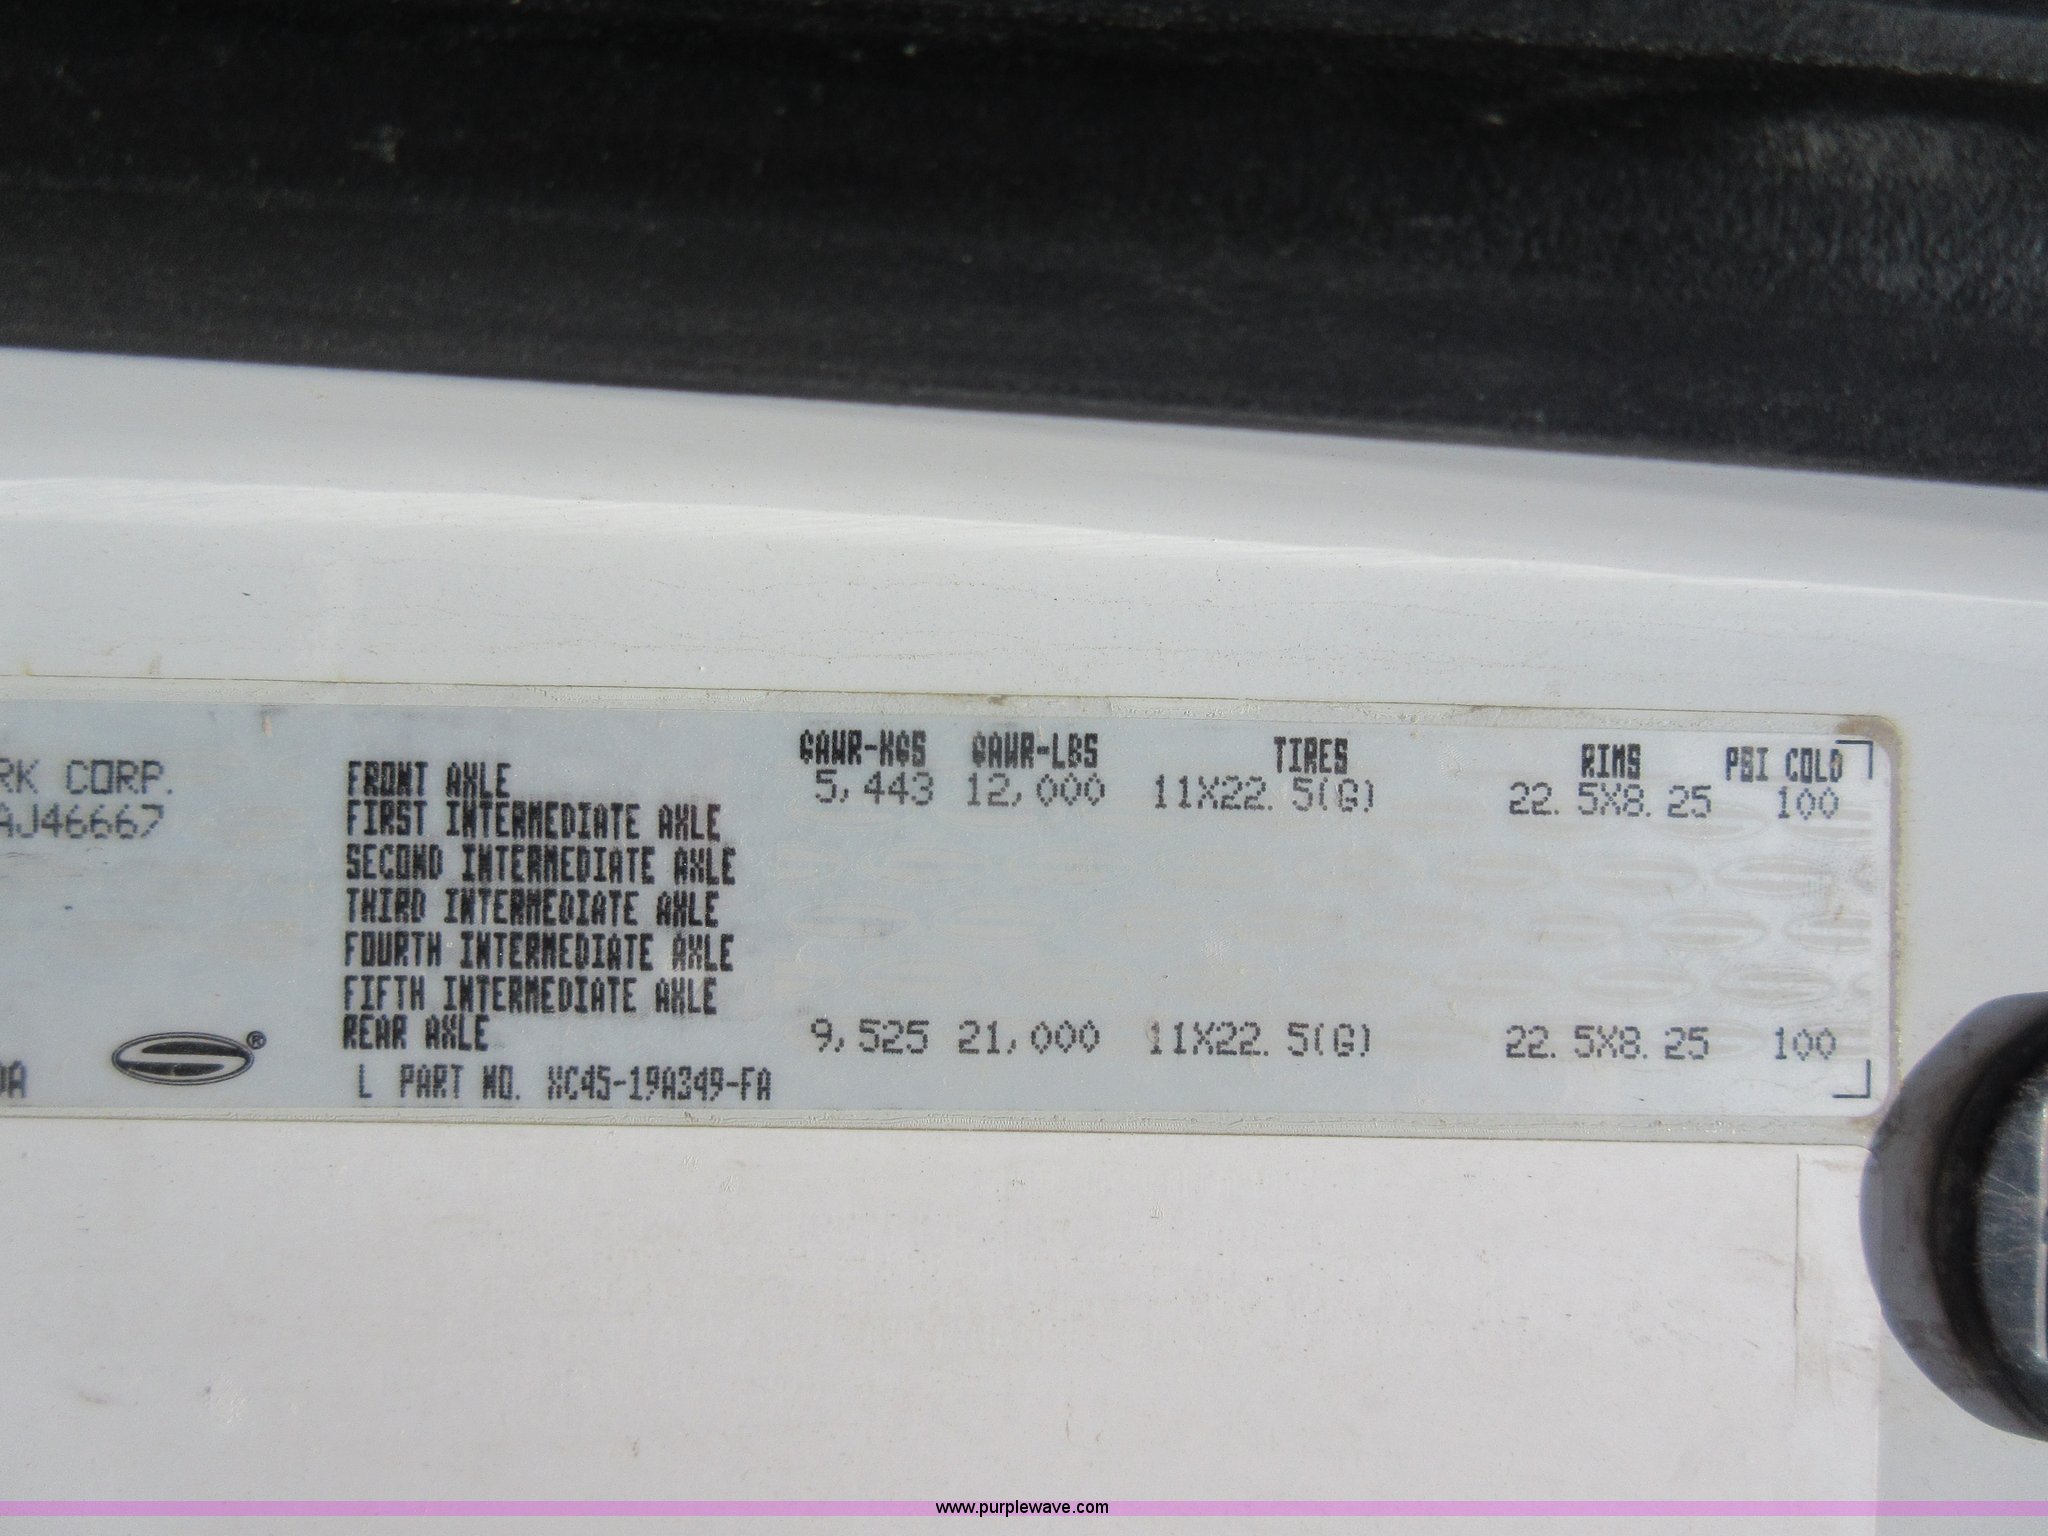 GAWR-KGS GAWR-LBS TIRES RIMS PSI COLD
RK CORP. FRONT AXLE 5,443 12,000 11X22.5(G) 22.5X8.25 100
AJ46667 FIRST INTERMEDIATE AXLE
SECOND INTERMEDIATE AXLE
THIRD INTERMEDIATE AXLE
FOURTH INTERMEDIATE AXLE
FIFTH INTERMEDIATE AXLE
REAR AXLE 9,525 21,000 11X22.5(G) 22.5X8.25 100
DA ® L PART NO. XC45-19A349-FA
www.purplewave.com